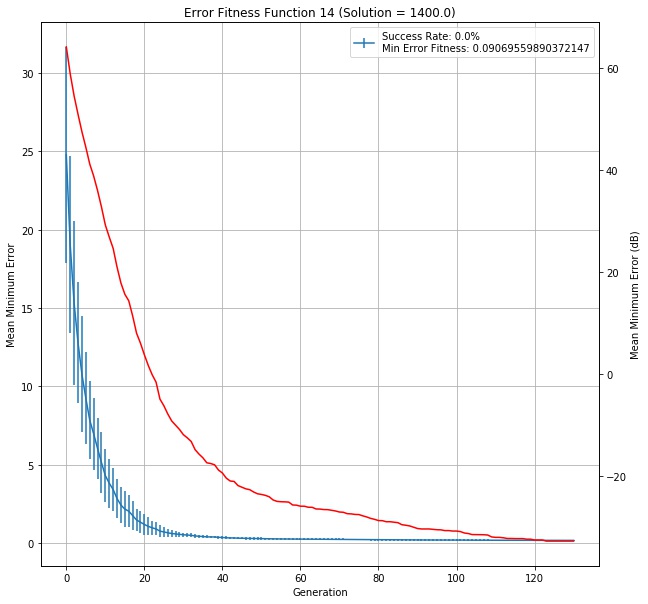 Error Fitness Function 14 (Solution = 1400.0)
Success Rate: 0.0%
Min Error Fitness: 0.09069559890372147
Mean Minimum Error
30
25
20
15
10
5
0
60
40
20
0
−20
Mean Minimum Error (dB)
0 20 40 60 80 100 120
Generation